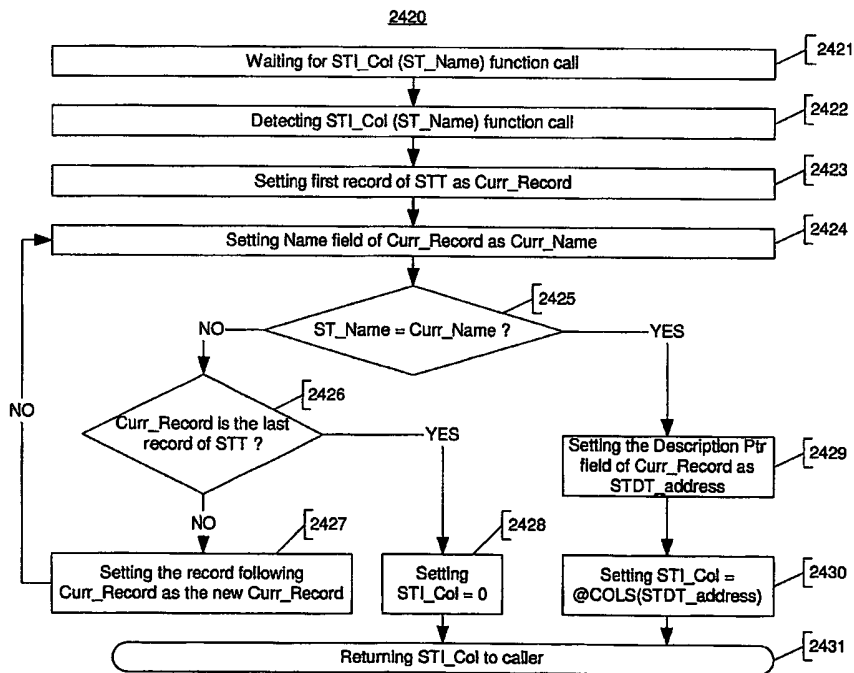 2420
2421
Waiting for STI_Col (ST_Name) function call
2422
Detecting STI_Col (ST_Name) function call
2423
Setting first record of STT as Curr_Record
2424
Setting Name field of Curr_Record as Curr_Name
2425
ST_Name = Curr_Name ?
NO
YES
2426
Curr_Record is the last
record of STT ?
NO
YES
NO
2427
Setting the record following
Curr_Record as the new Curr_Record
2428
Setting
STI_Col = 0
Setting the Description Ptr
field of Curr_Record as
STDT_address
2429
Setting STI_Col =
@COLS(STDT_address)
2430
Returning STI_Col to caller
2431